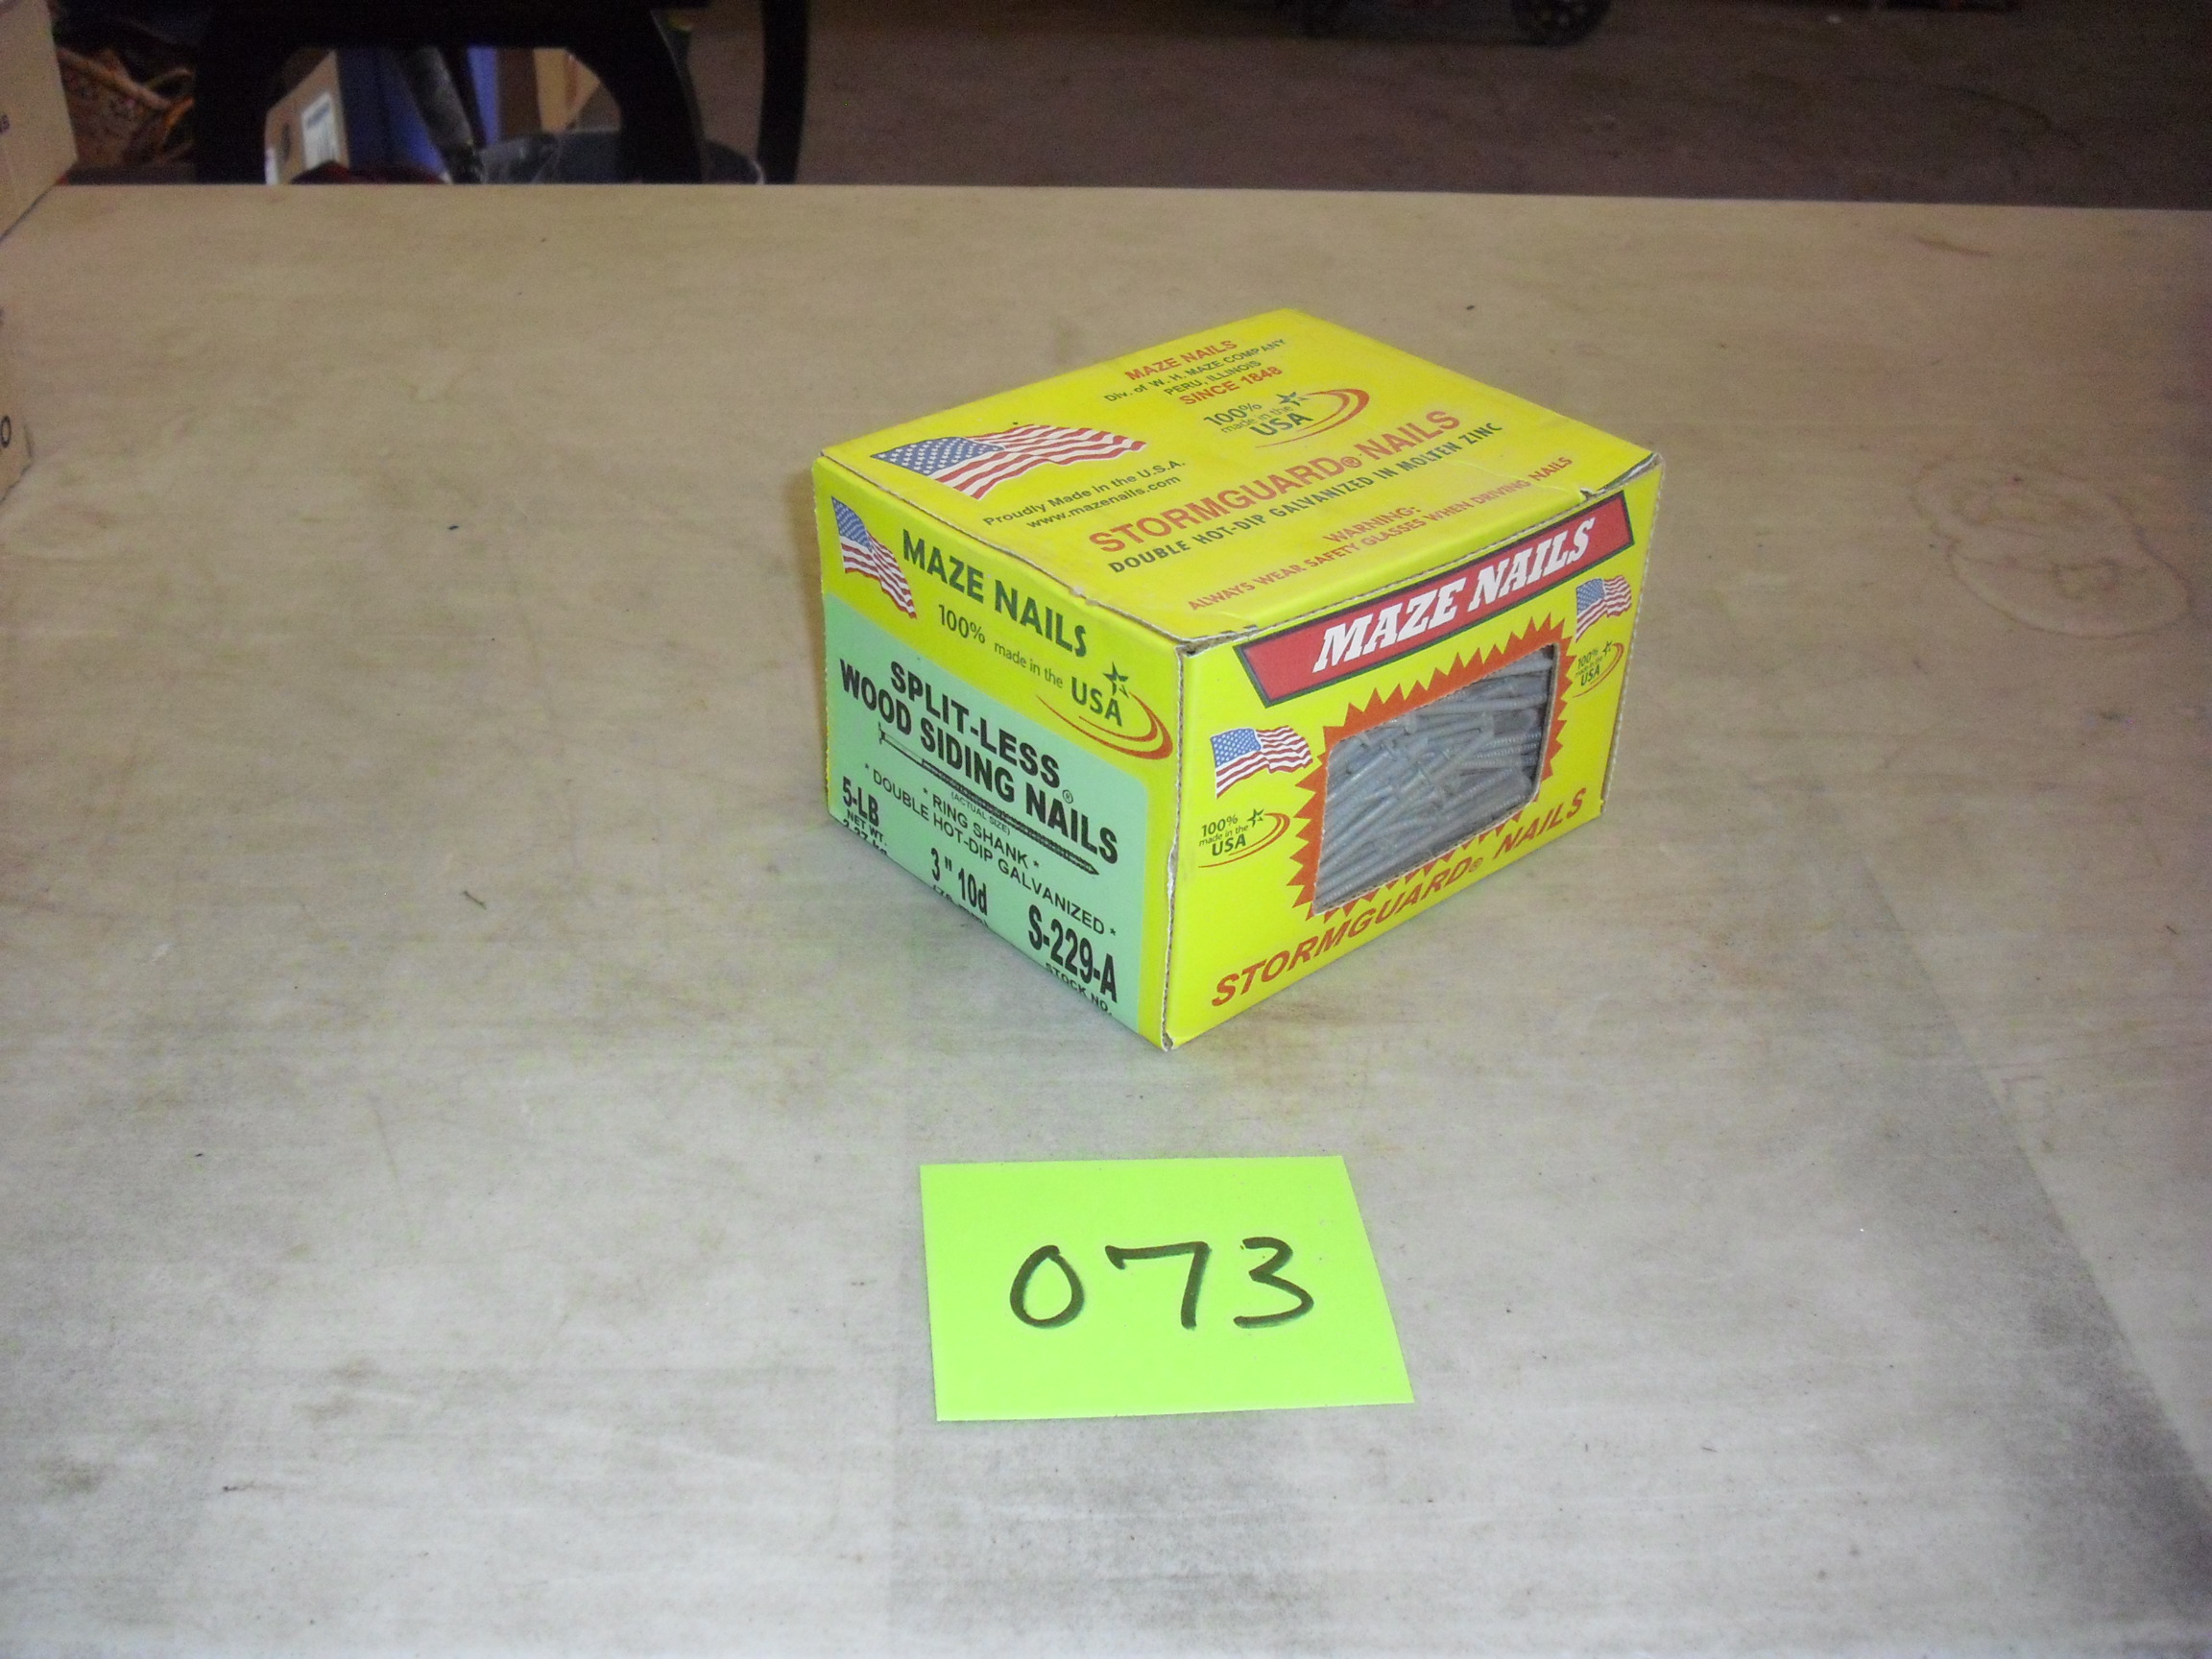 MAZE NAILS
Div. of W. H. MAZE COMPANY
PERU, ILLINOIS
SINCE 1848
100%
made in the
USA
Proudly Made in the U.S.A.
www.mazenails.com
STORMGUARD® NAILS
DOUBLE HOT-DIP GALVANIZED IN MOLTEN ZINC
WARNING:
ALWAYS WEAR SAFETY GLASSES WHEN DRIVING NAILS
MAZE NAILS
100% made in the USA
SPLIT-LESS®
WOOD SIDING NAILS
(ACTUAL SIZE)
* RING SHANK *
* DOUBLE HOT-DIP GALVANIZED *
5-LB
NET WT.
3" 10d
S-229-A
STOCK NO.
MAZE NAILS
100%
made in the
USA
100%
made in the
USA
STORMGUARD® NAILS
073